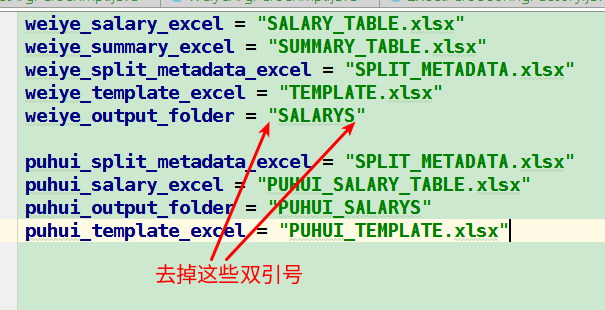 weiye_salary_excel = "SALARY_TABLE.xlsx"
weiye_summary_excel = "SUMMARY_TABLE.xlsx"
weiye_split_metadata_excel = "SPLIT_METADATA.xlsx"
weiye_template_excel = "TEMPLATE.xlsx"
weiye_output_folder = "SALARYS"
puhui_split_metadata_excel = "SPLIT_METADATA.xlsx"
puhui_salary_excel = "PUHUI_SALARY_TABLE.xlsx"
puhui_output_folder = "PUHUI_SALARYS"
puhui_template_excel = "PUHUI_TEMPLATE.xlsx"
去掉这些双引号